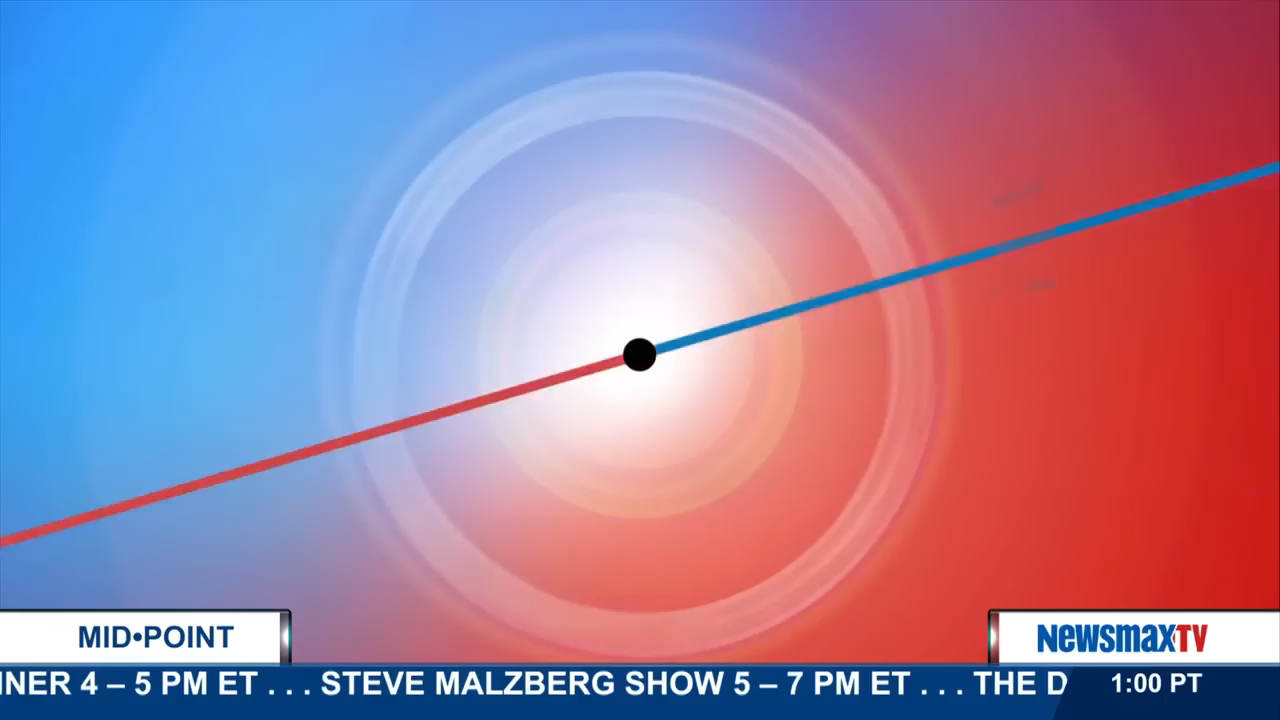 MID•POINT
NEWSMAXTV
INER 4 – 5 PM ET . . . STEVE MALZBERG SHOW 5 – 7 PM ET . . . THE D
1:00 PT